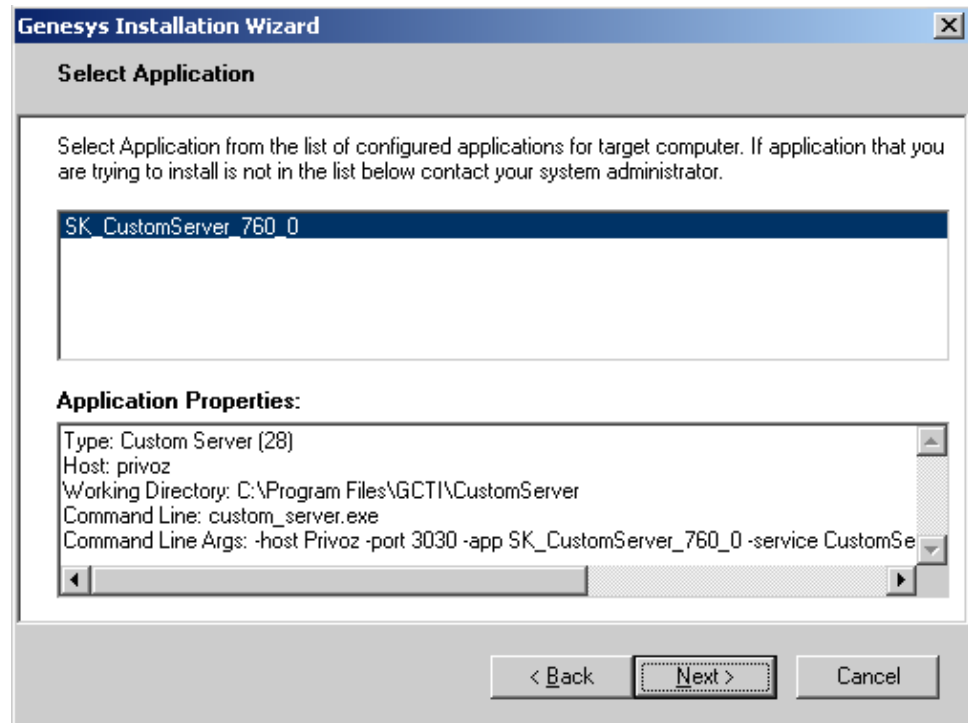 Genesys Installation Wizard
Select Application
Select Application from the list of configured applications for target computer. If application that you
are trying to install is not in the list below contact your system administrator.
SK_CustomServer_760_0
Application Properties:
Type: Custom Server (28)
Host: privoz
Working Directory: C:\Program Files\GCTI\CustomServer
Command Line: custom_server.exe
Command Line Args: -host Privoz -port 3030 -app SK_CustomServer_760_0 -service CustomSe
< Back Next > Cancel